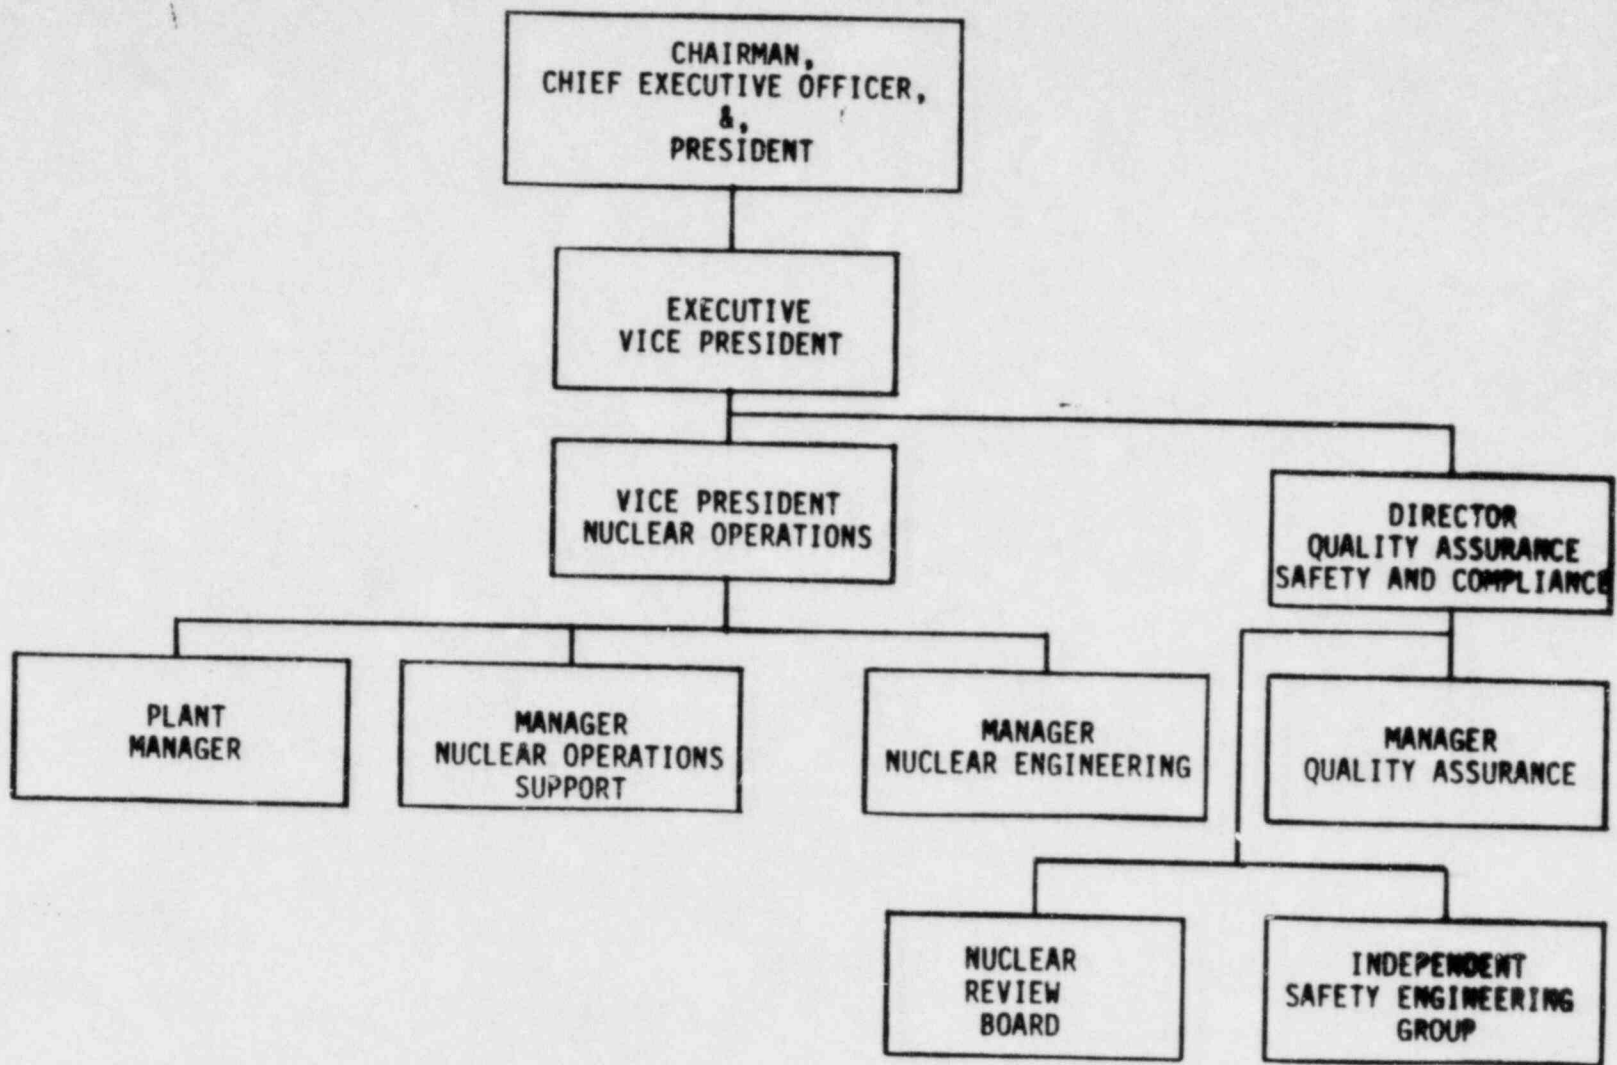 CHAIRMAN,
CHIEF EXECUTIVE OFFICER,
&,
PRESIDENT
EXECUTIVE
VICE PRESIDENT
VICE PRESIDENT
NUCLEAR OPERATIONS
DIRECTOR
QUALITY ASSURANCE
SAFETY AND COMPLIANCE
PLANT
MANAGER
MANAGER
NUCLEAR OPERATIONS
SUPPORT
MANAGER
NUCLEAR ENGINEERING
MANAGER
QUALITY ASSURANCE
NUCLEAR
REVIEW
BOARD
INDEPENDENT
SAFETY ENGINEERING
GROUP